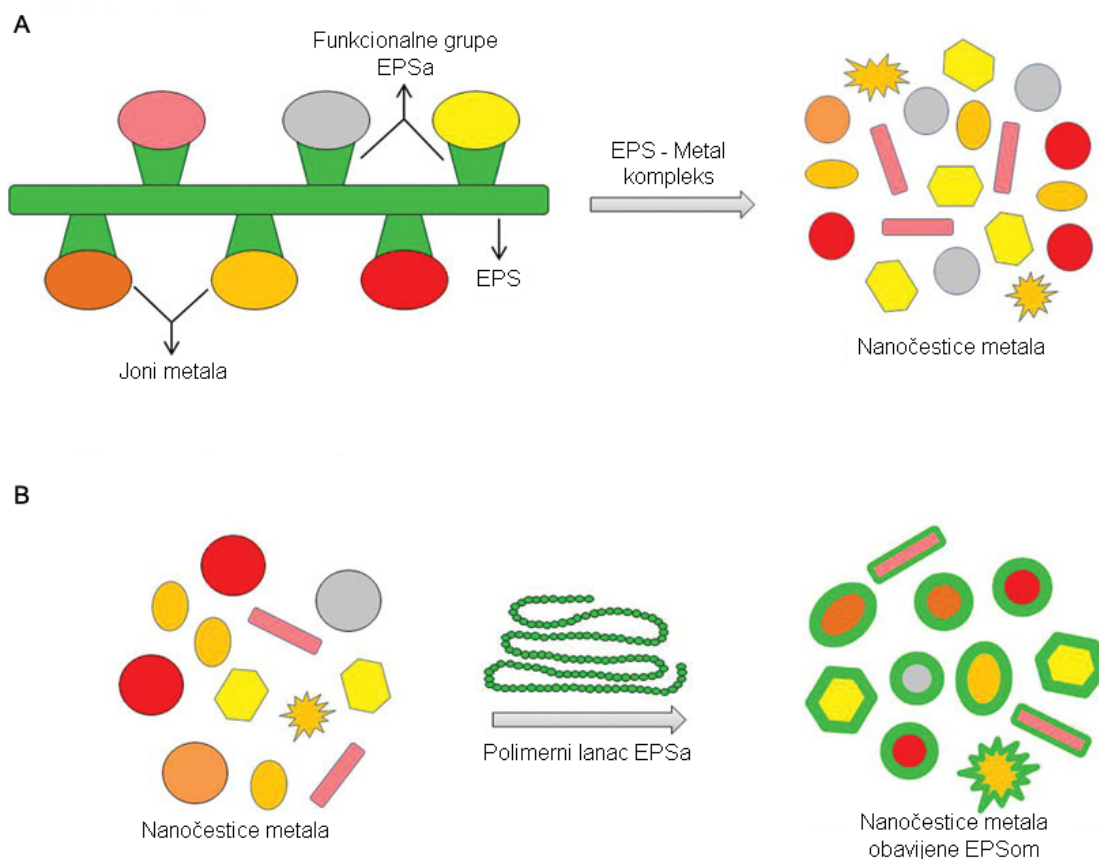 A
Funkcionalne grupe
EPSa
EPS - Metal
kompleks
EPS
Joni metala
Nanočestice metala
B
Polimerni lanac EPSa
Nanočestice metala
Nanočestice metala
obavijene EPSom